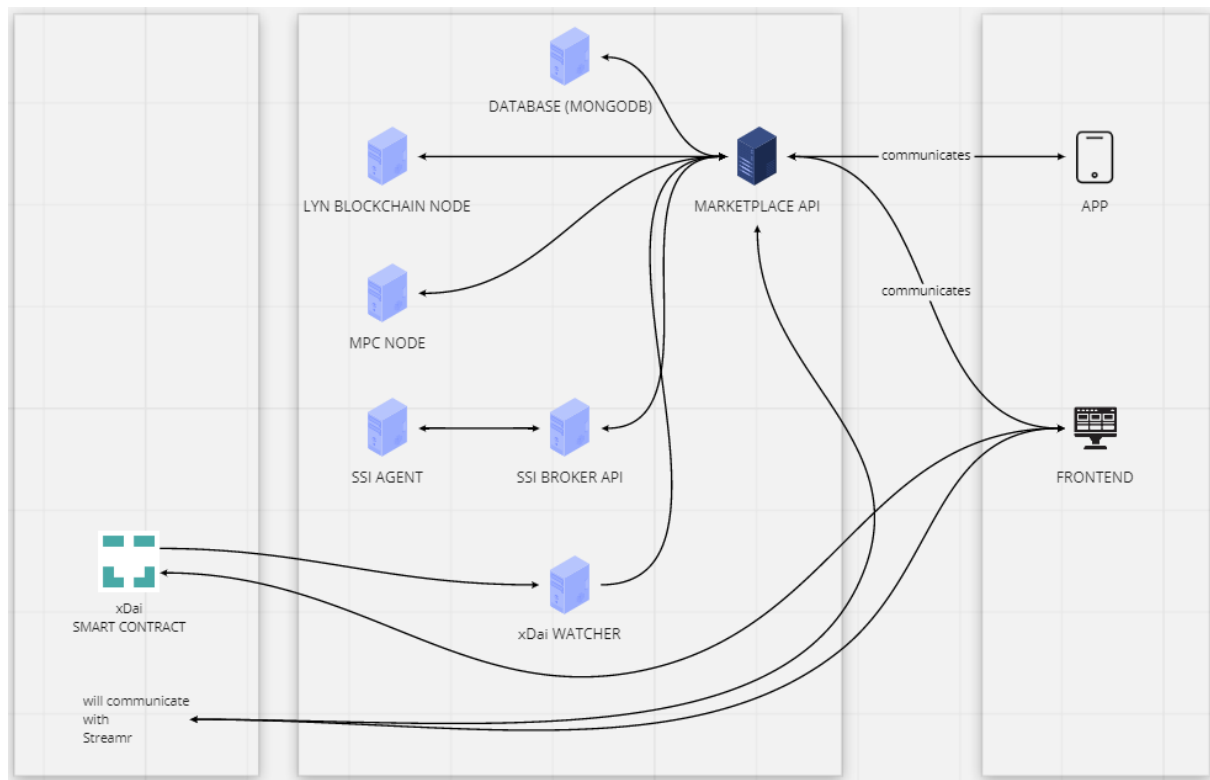 DATABASE (MONGODB)
LYN BLOCKCHAIN NODE
MARKETPLACE API
communicates
APP
communicates
MPC NODE
SSI AGENT
SSI BROKER API
FRONTEND
xDai
SMART CONTRACT
xDai WATCHER
will communicate
with
Streamr